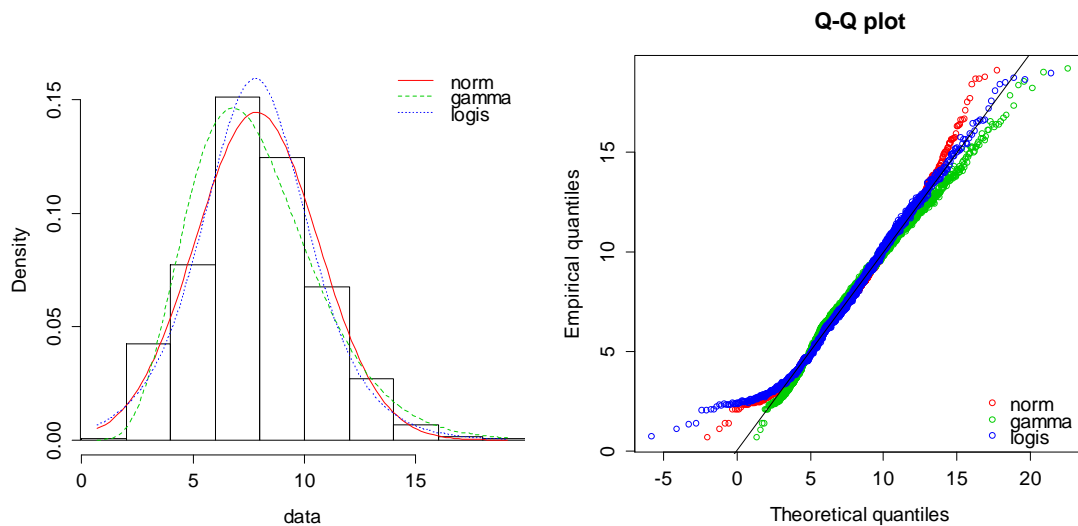 norm
gamma
logis
Density
0.00
0.05
0.10
0.15
0
5
10
15
data
Q-Q plot
Empirical quantiles
0
5
10
15
norm
gamma
logis
-5
0
5
10
15
20
Theoretical quantiles